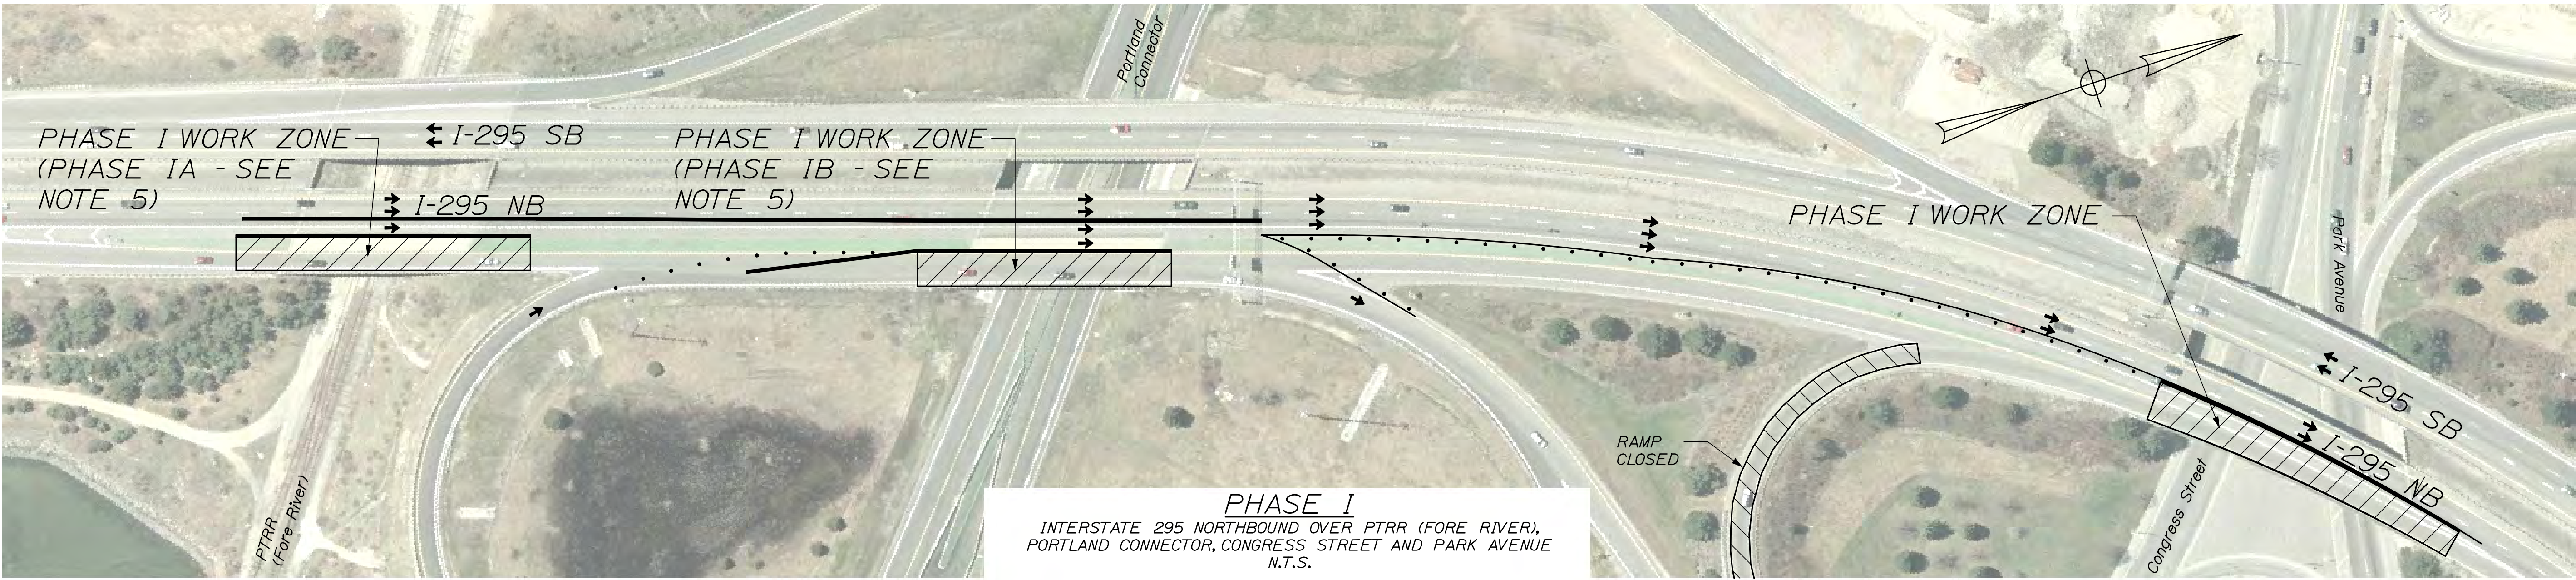 Portland
Connector
PHASE I WORK ZONE
(PHASE IA - SEE
NOTE 5)
I-295 SB
PHASE I WORK ZONE
(PHASE IB - SEE
NOTE 5)
I-295 NB
PHASE I WORK ZONE
Park Avenue
I-295 SB
I-295 NB
RAMP
CLOSED
Congress Street
PTRR
(Fore River)
PHASE I
INTERSTATE 295 NORTHBOUND OVER PTRR (FORE RIVER),
PORTLAND CONNECTOR, CONGRESS STREET AND PARK AVENUE
N.T.S.